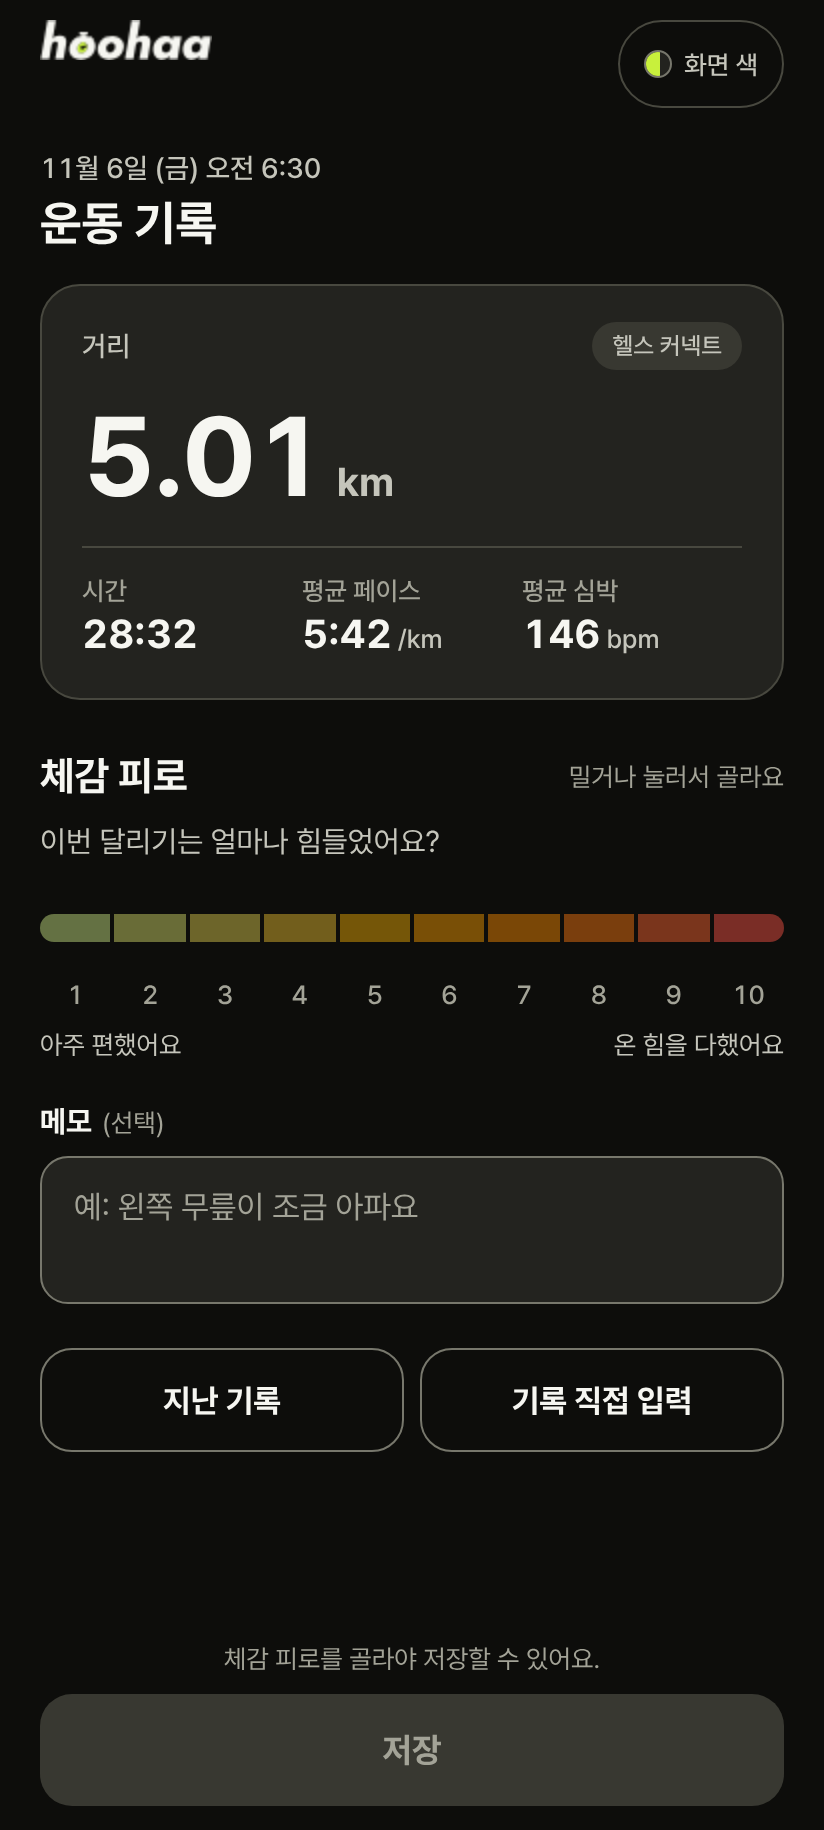 hoohaa
화면 색
11월 6일 (금) 오전 6:30
운동 기록
거리
헬스 커넥트
5.01 km
시간 평균 페이스 평균 심박
28:32 5:42 /km 146 bpm
체감 피로
밀거나 눌러서 골라요
이번 달리기는 얼마나 힘들었어요?
1 2 3 4 5 6 7 8 9 10
아주 편했어요 온 힘을 다했어요
메모 (선택)
예: 왼쪽 무릎이 조금 아파요
지난 기록 기록 직접 입력
체감 피로를 골라야 저장할 수 있어요.
저장